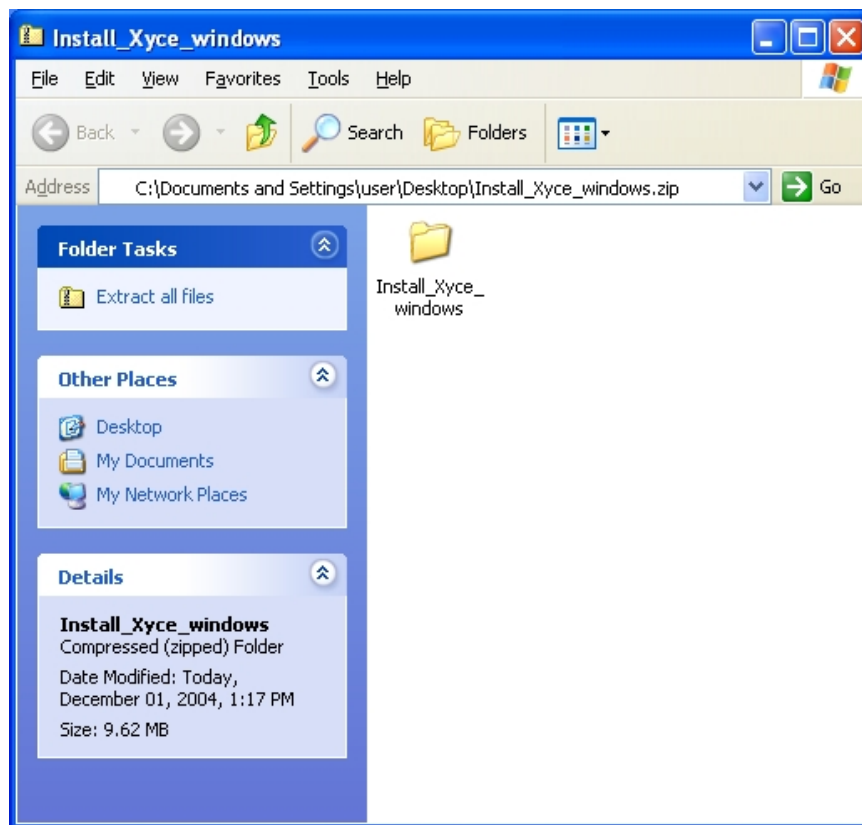 Install_Xyce_windows
File Edit View Favorites Tools Help
Back Search Folders
Address C:\Documents and Settings\user\Desktop\Install_Xyce_windows.zip Go
Folder Tasks
Extract all files
Other Places
Desktop
My Documents
My Network Places
Details
Install_Xyce_windows
Compressed (zipped) Folder
Date Modified: Today,
December 01, 2004, 1:17 PM
Size: 9.62 MB
Install_Xyce_
windows